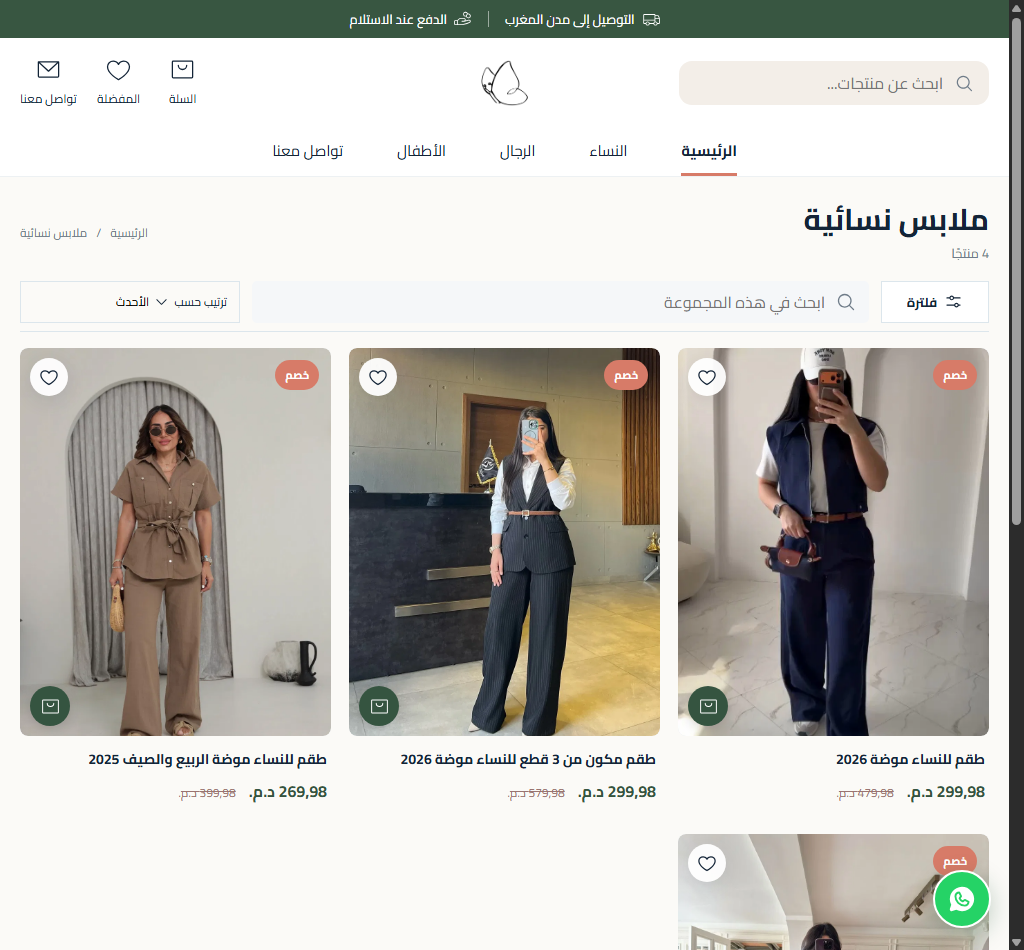 التوصيل إلى مدن المغرب
الدفع عند الاستلام
ابحث عن منتجات...
السلة
المفضلة
تواصل معنا
الرئيسية
النساء
الرجال
الأطفال
تواصل معنا
ملابس نسائية
4 منتجًا
الرئيسية / ملابس نسائية
فلترة
ابحث في هذه المجموعة
ترتيب حسب الأحدث
خصم
خصم
خصم
طقم للنساء موضة 2026
299,98 د.م. 479,98 د.م.
طقم مكون من 3 قطع للنساء موضة 2026
299,98 د.م. 579,98 د.م.
طقم للنساء موضة الربيع والصيف 2025
269,98 د.م. 399,98 د.م.
خصم